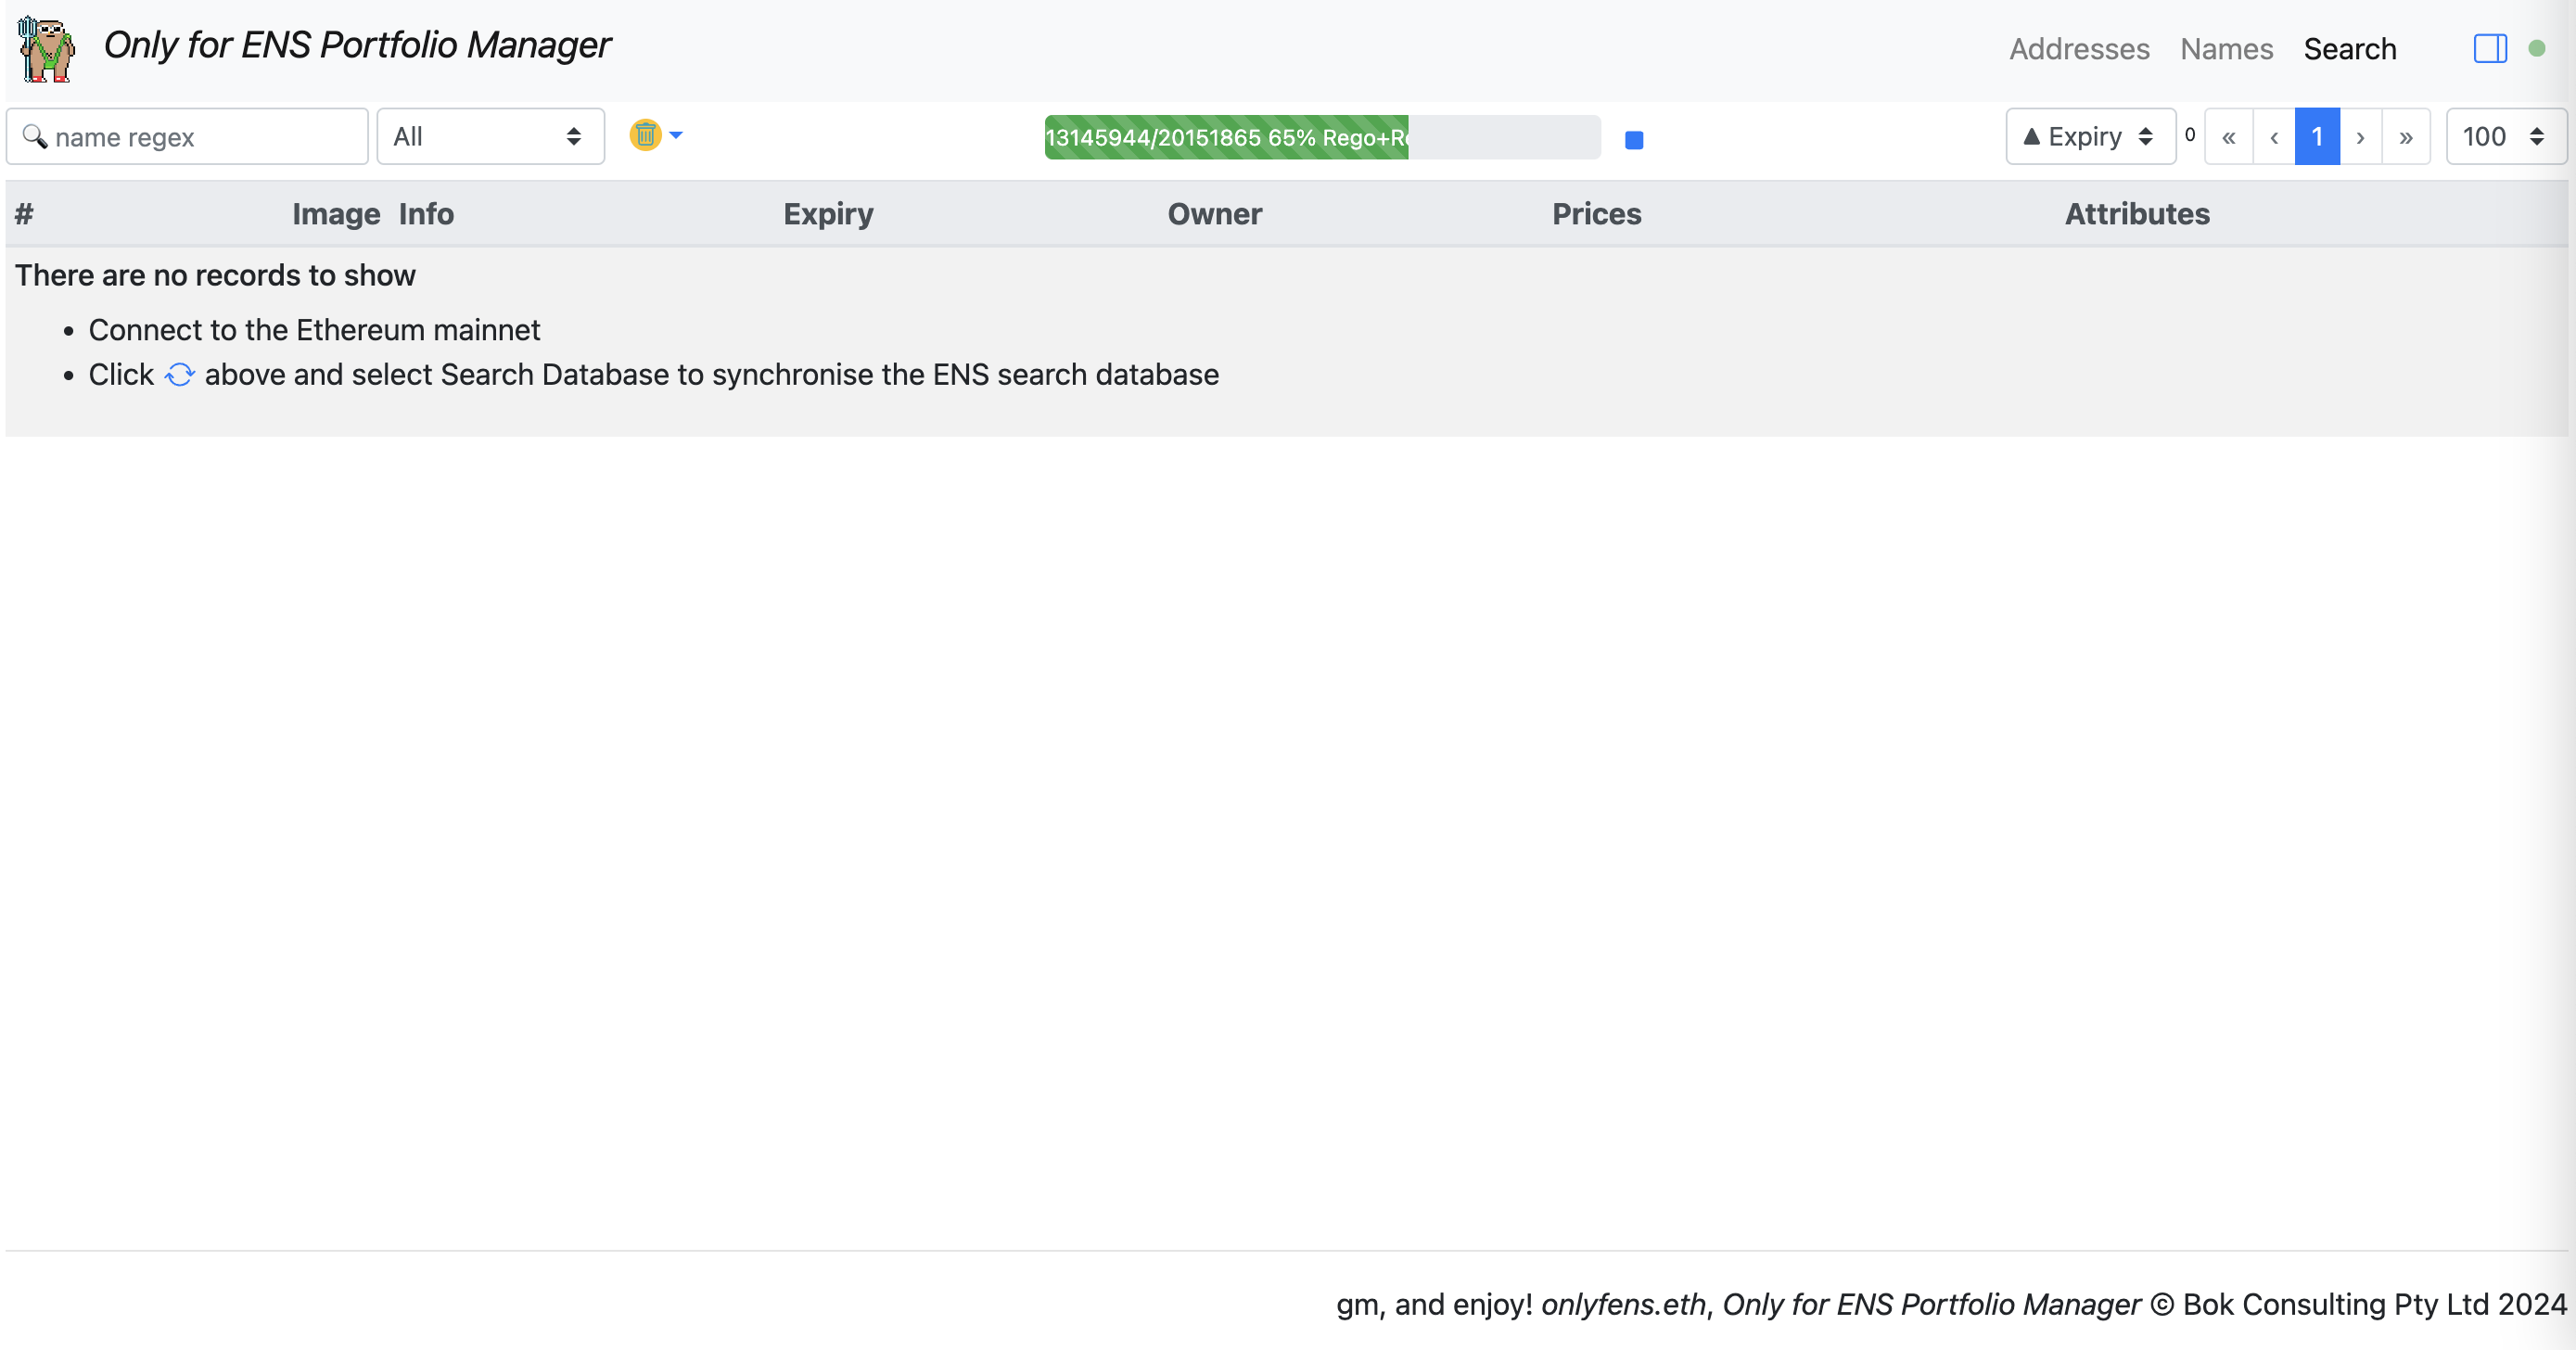 Only for ENS Portfolio Manager
Addresses Names Search
name regex All 13145944/20151865 65% Rego+ ▲ Expiry 0 « ‹ 1 › » 100
# Image Info Expiry Owner Prices Attributes
There are no records to show
• Connect to the Ethereum mainnet
• Click above and select Search Database to synchronise the ENS search database
gm, and enjoy! onlyfens.eth, Only for ENS Portfolio Manager © Bok Consulting Pty Ltd 2024